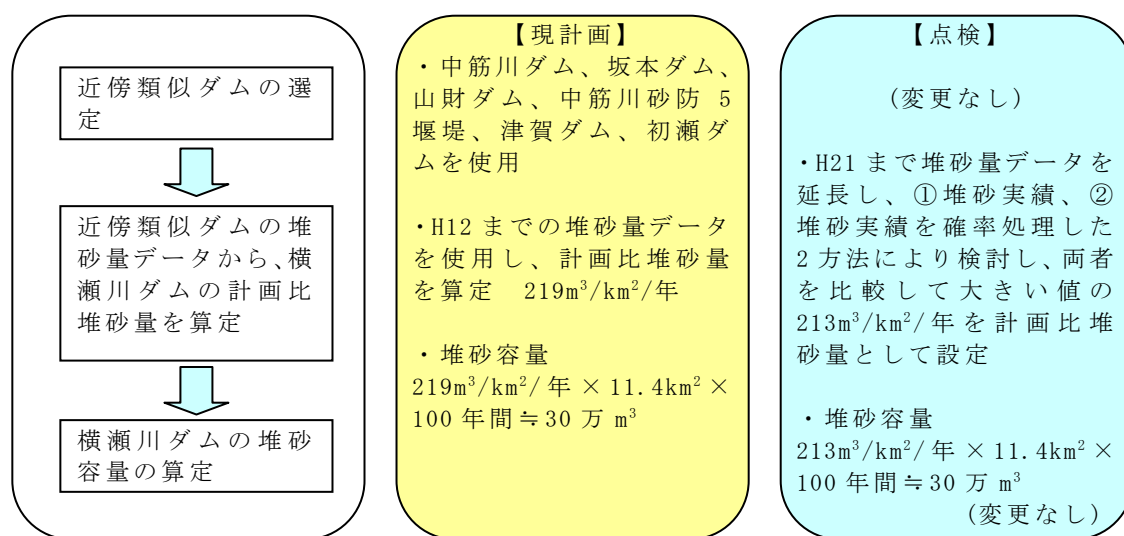 近傍類似ダムの選
定
近傍類似ダムの堆
砂量データから、横
瀬川ダムの計画比
堆砂量を算定
横瀬川ダムの堆砂
容量の算定
【現計画】
・中筋川ダム、坂本ダム、
山財ダム、中筋川砂防 5
堰堤、津賀ダム、初瀬ダ
ムを使用
・H12 までの堆砂量データ
を使用し、計画比堆砂量
を算定 219m³/km²/年
・堆砂容量
219m³/km²/年×11.4km²×
100 年間≒30 万 m³
【点検】
(変更なし)
・H21 まで堆砂量データを
延長し、①堆砂実績、②
堆砂実績を確率処理した
2 方法により検討し、両者
を比較して大きい値の
213m³/km²/年を計画比堆
砂量として設定
・堆砂容量
213m³/km²/年×11.4km²×
100 年間≒30 万 m³
(変更なし)